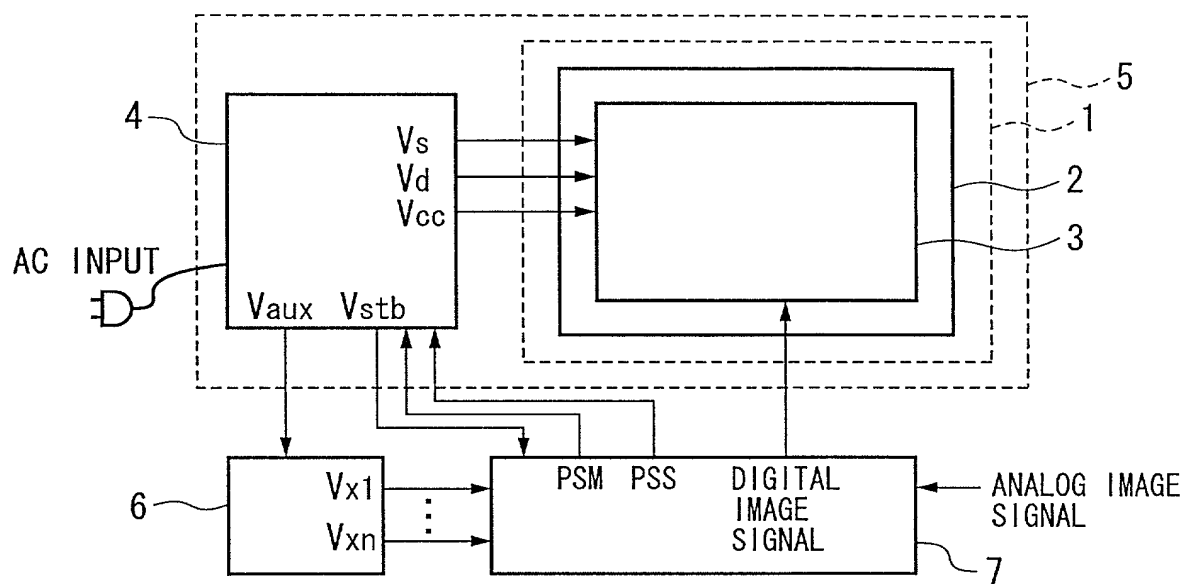 5
4
1
Vs
Vd
2
Vcc
3
AC INPUT
Vaux Vstb
PSM PSS DIGITAL
IMAGE
SIGNAL
ANALOG IMAGE
SIGNAL
Vx1
6
Vxn
7